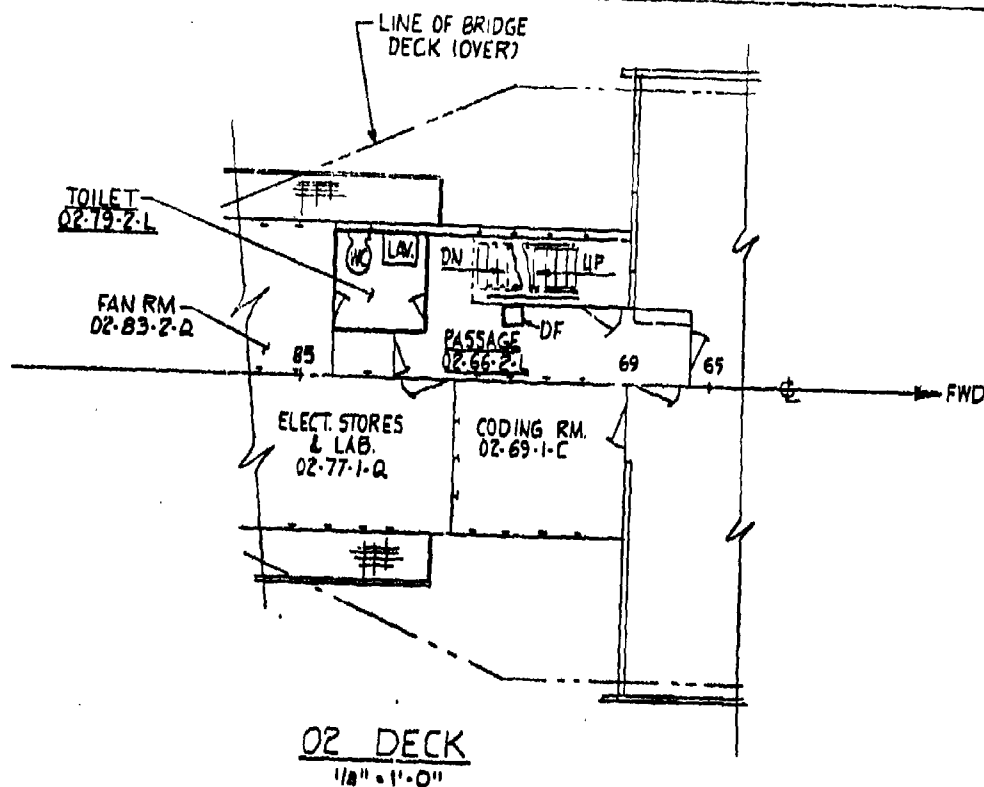 LINE OF BRIDGE
DECK (OVER)
TOILET
02-79-2-L
WC
LAV.
DN
UP
FAN RM
02-83-2-Q
85
PASSAGE
02-66-2-L
DF
69
65
FWD
ELECT. STORES
& LAB.
02-77-1-Q
CODING RM.
02-69-1-C
02 DECK
1/8" = 1'-0"